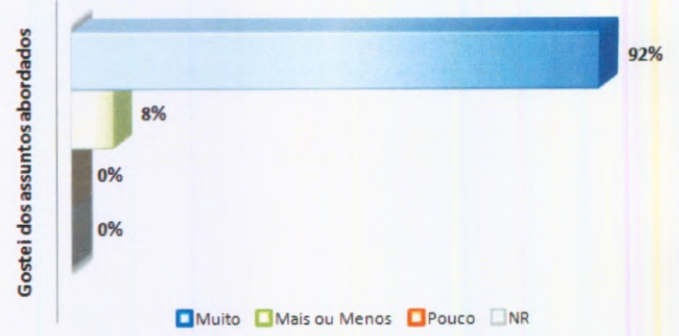 Gostei dos assuntos abordados
92%
8%
0%
0%
Muito Mais ou Menos Pouco NR